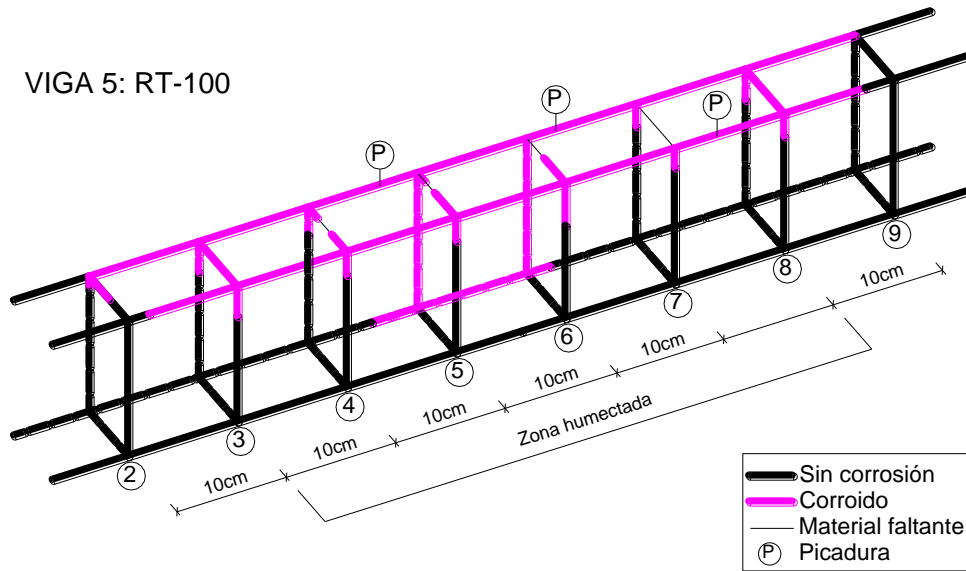 VIGA 5: RT-100
P
P
P
2
3
4
5
6
7
8
9
10cm
10cm
10cm
10cm
10cm
10cm
10cm
Zona humectada
Sin corrosión
Corroido
Material faltante
P Picadura